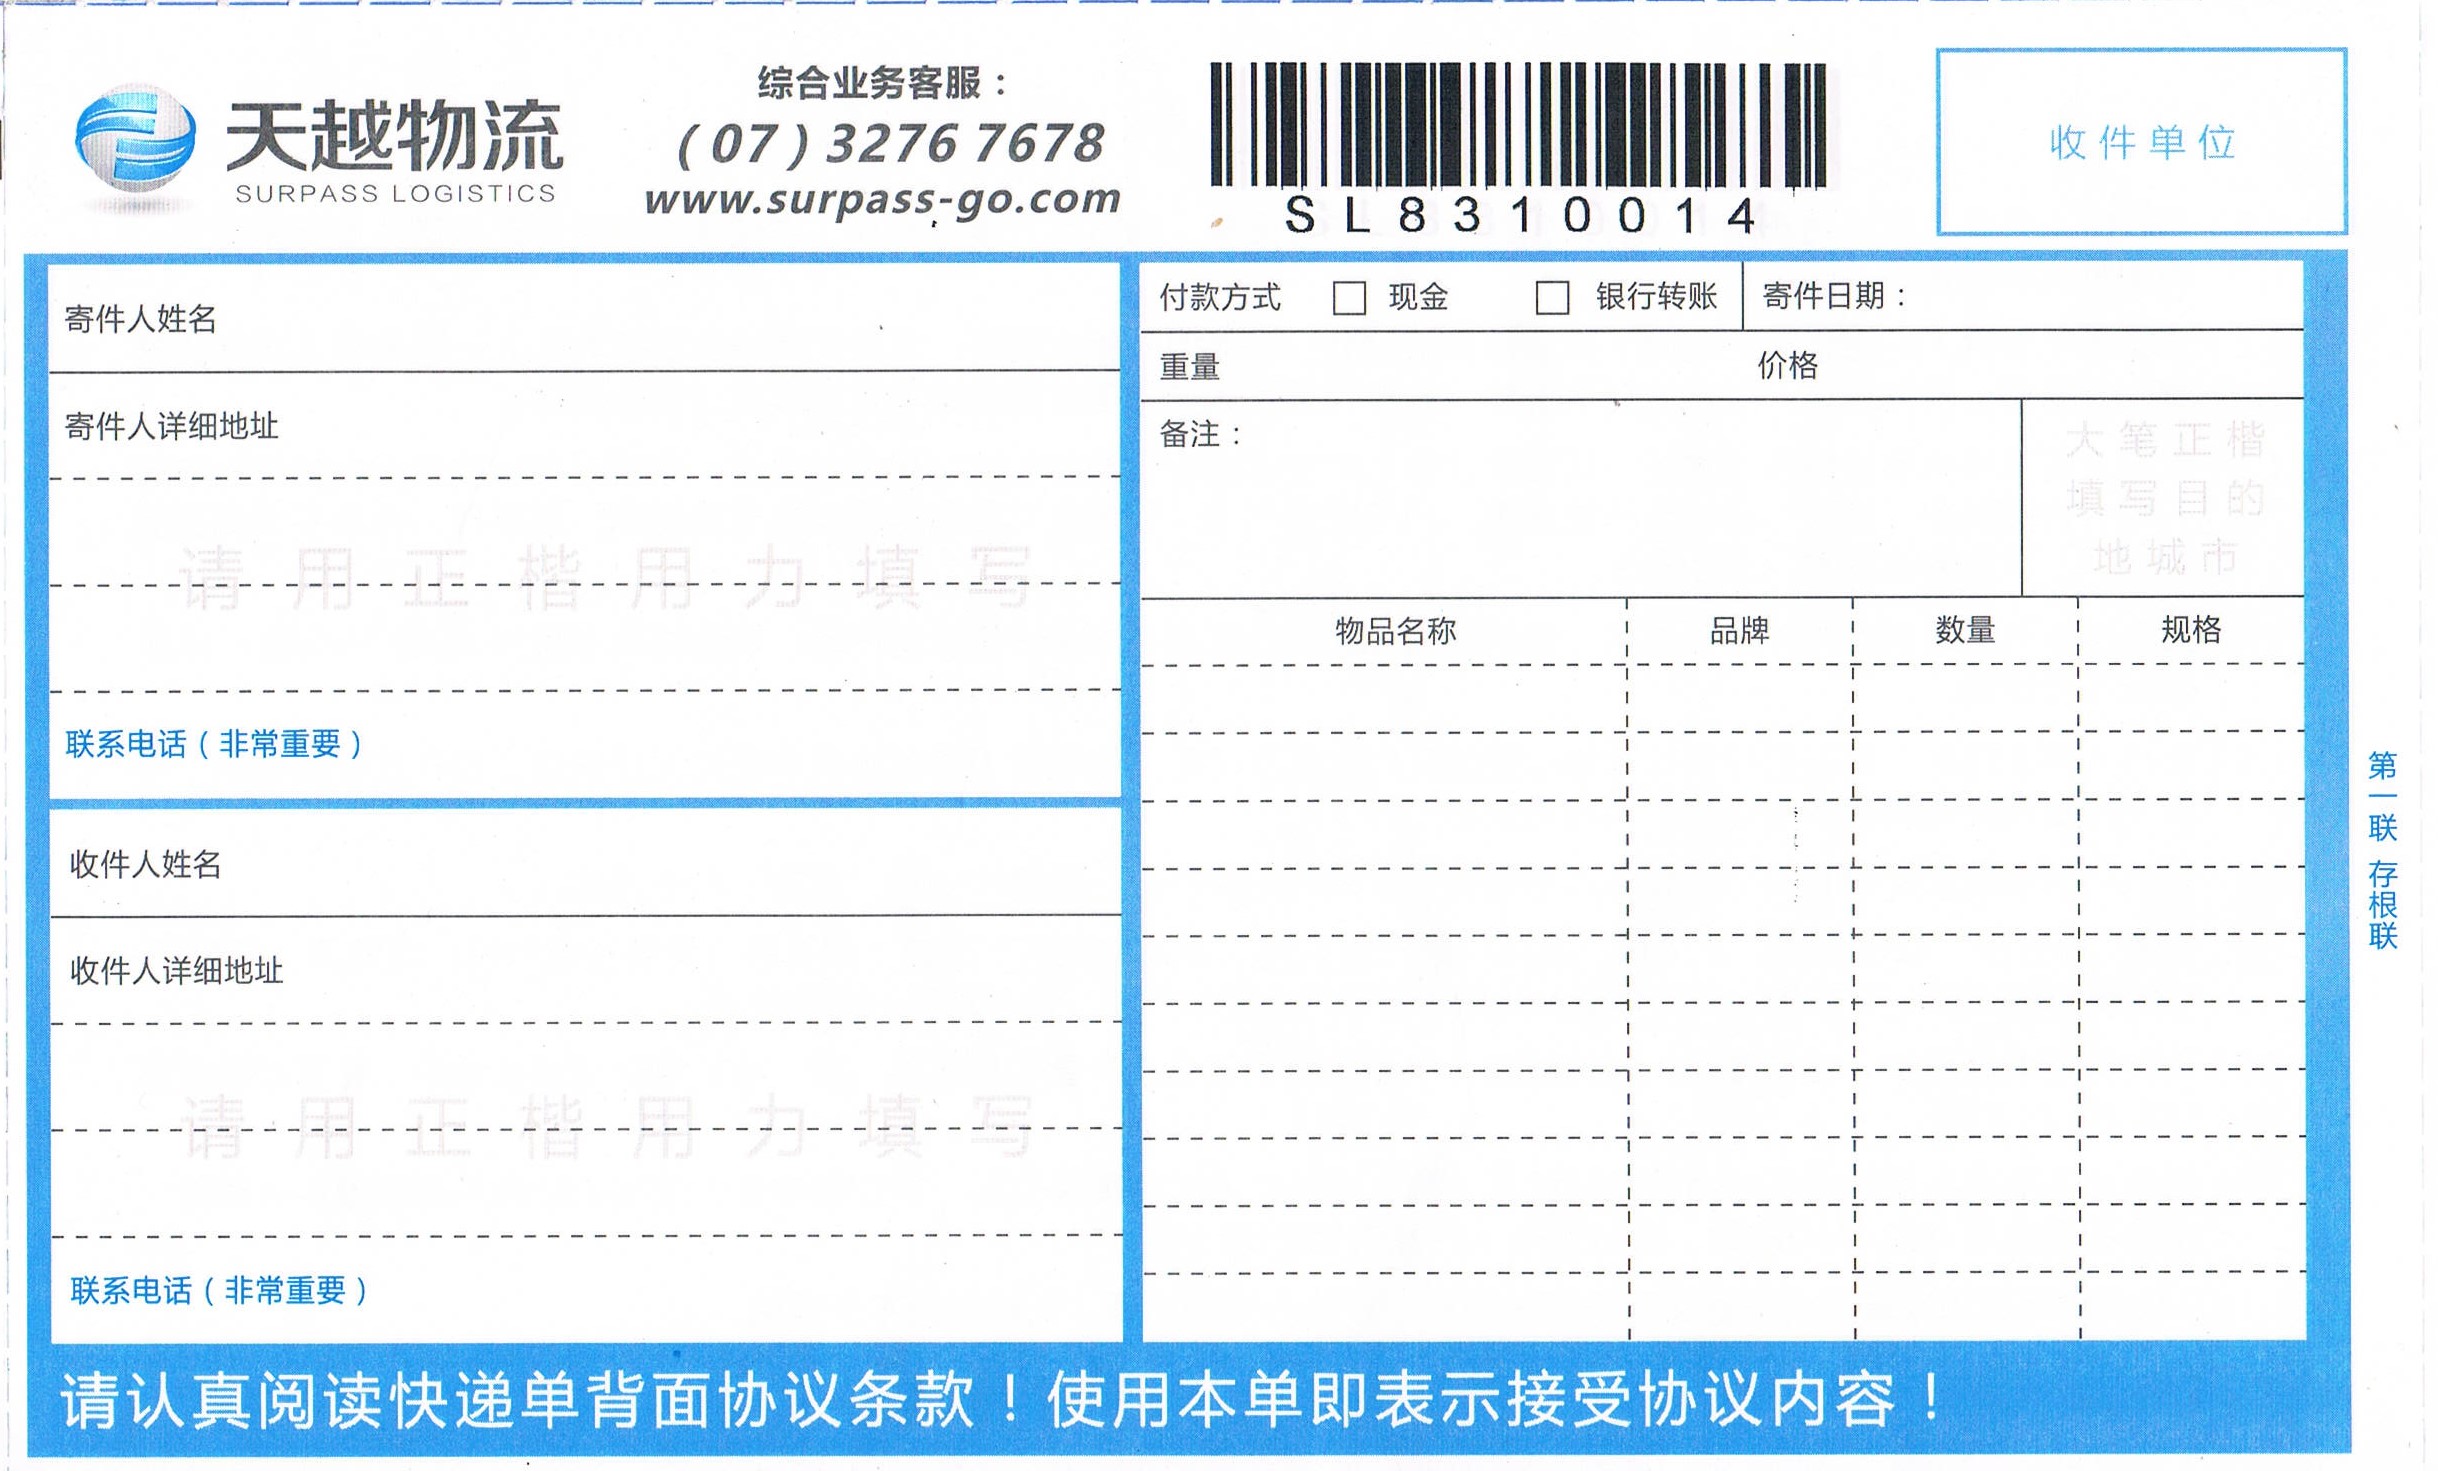 天越物流
SURPASS LOGISTICS
综合业务客服：
(07) 3276 7678
www.surpass-go.com
SL8310014
收件单位
寄件人姓名
寄件人详细地址
请用正楷用力填写
联系电话（非常重要）
收件人姓名
收件人详细地址
请用正楷用力填写
联系电话（非常重要）
付款方式 现金 银行转账 寄件日期：
重量 价格
备注：
大笔正楷
填写目的
地城市
物品名称 品牌 数量 规格
第一联 存根联
请认真阅读快递单背面协议条款！使用本单即表示接受协议内容！